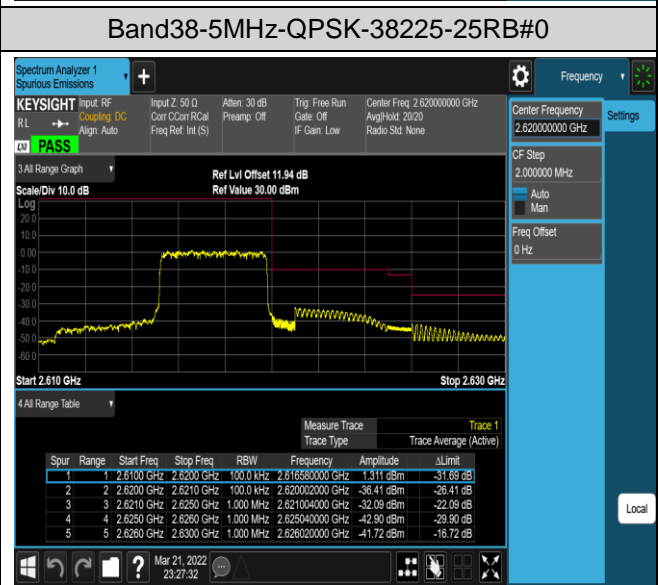 Band38-5MHz-QPSK-38225-25RB#0
Spectrum Analyzer 1
Spurious Emissions
KEYSIGHT
RL
Input: RF
Coupling: DC
Align: Auto
Input Z: 50 Ω
Corr CCorr RCal
Freq Ref: Int (S)
Atten: 30 dB
Preamp: Off
Trig: Free Run
Gate: Off
IF Gain: Low
Center Freq: 2.620000000 GHz
Avg|Hold: 20/20
Radio Std: None
LXI PASS
3 All Range Graph
Scale/Div 10.0 dB
Ref Lvl Offset 11.94 dB
Ref Value 30.00 dBm
Log
20.0
10.0
0.00
-10.0
-20.0
-30.0
-40.0
-50.0
-60.0
Start 2.610 GHz
Stop 2.630 GHz
4 All Range Table
Measure Trace Trace 1
Trace Type Trace Average (Active)
Spur Range Start Freq Stop Freq RBW Frequency Amplitude ΔLimit
1 1 2.6100 GHz 2.6200 GHz 100.0 kHz 2.616580000 GHz 1.311 dBm -31.69 dB
2 2 2.6200 GHz 2.6210 GHz 100.0 kHz 2.620002000 GHz -36.41 dBm -26.41 dB
3 3 2.6210 GHz 2.6250 GHz 1.000 MHz 2.621004000 GHz -32.09 dBm -22.09 dB
4 4 2.6250 GHz 2.6260 GHz 1.000 MHz 2.625040000 GHz -42.90 dBm -29.90 dB
5 5 2.6260 GHz 2.6300 GHz 1.000 MHz 2.626020000 GHz -41.72 dBm -16.72 dB
Mar 21, 2022
23:27:32
Frequency
Settings
Center Frequency
2.620000000 GHz
CF Step
2.000000 MHz
Auto
Man
Freq Offset
0 Hz
Local